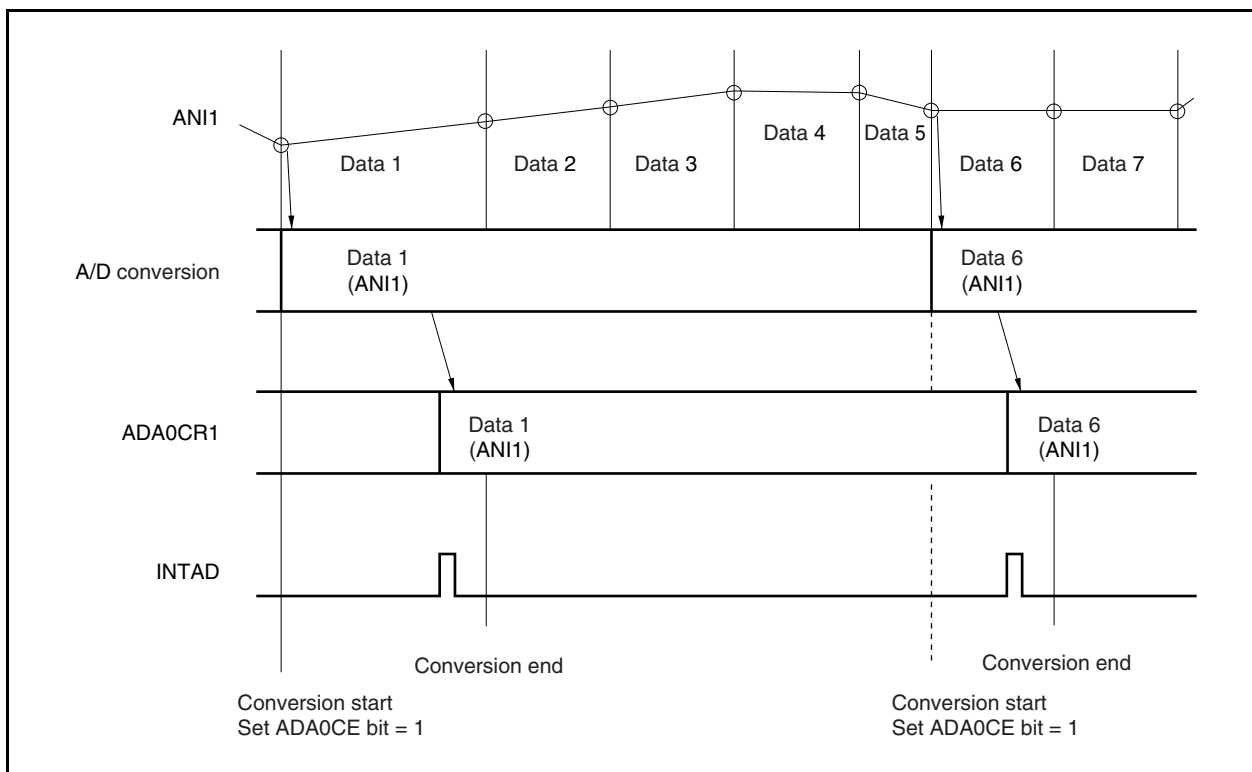 ANI1
Data 1
Data 2
Data 3
Data 4
Data 5
Data 6
Data 7
A/D conversion
Data 1
(ANI1)
Data 6
(ANI1)
ADA0CR1
Data 1
(ANI1)
Data 6
(ANI1)
INTAD
Conversion end
Conversion end
Conversion start
Set ADA0CE bit = 1
Conversion start
Set ADA0CE bit = 1